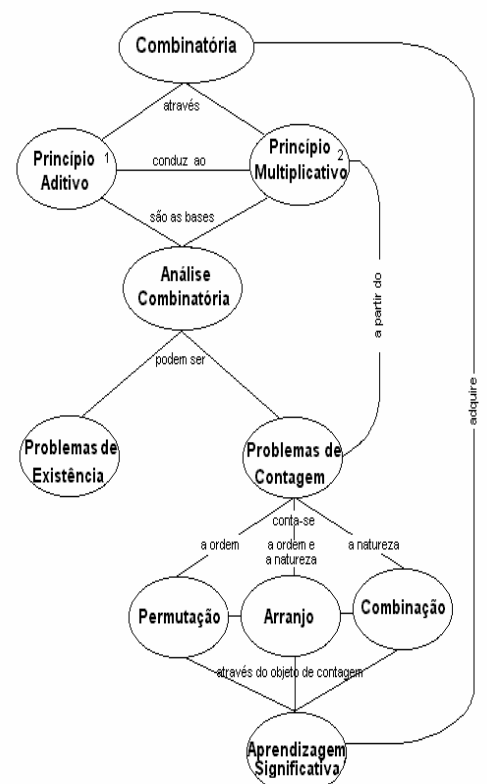 Combinatória
através
Princípio 1
Aditivo
conduz ao
Princípio 2
Multiplicativo
são as bases
Análise
Combinatória
a partir do
adquire
podem ser
Problemas de
Existência
Problemas de
Contagem
conta-se
a ordem
a ordem e
a natureza
a natureza
Permutação
Arranjo
Combinação
através do objeto de contagem
Aprendizagem
Significativa